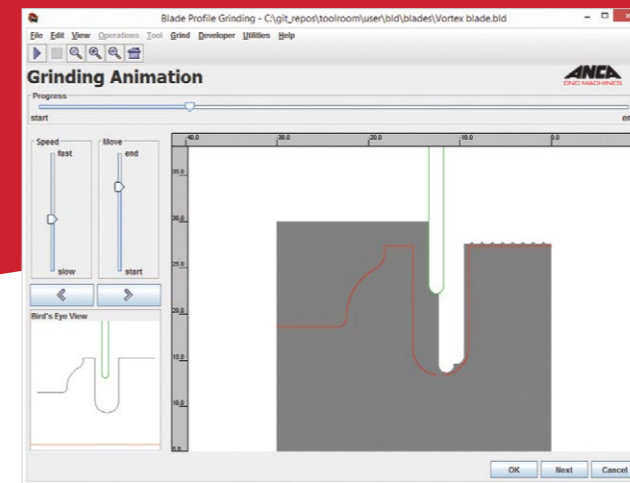 Blade Profile Grinding - C:\git_repos\toolroom\user\bld\blades\Vortex blade.bld
File Edit View Operations Tool Grind Developer Utilities Help
Grinding Animation
ANCA
CNC MACHINES
Progress
start
Speed Move
fast end
slow start
Bird's Eye View
-40.0 -30.0 -20.0 -10.0 0.0
35.0
30.0
25.0
20.0
15.0
10.0
5.0
OK Next Cancel